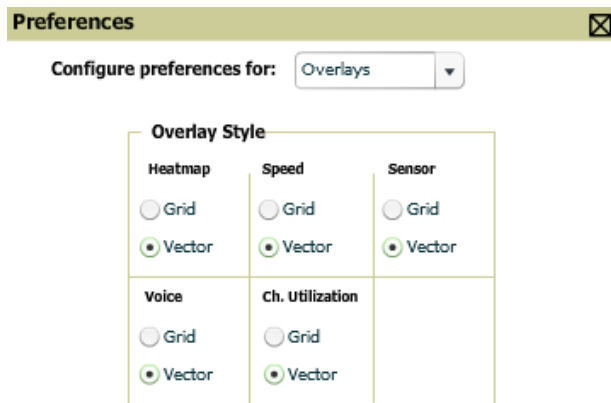 Preferences
Configure preferences for: Overlays
Overlay Style
Heatmap Speed Sensor
Grid Grid Grid
Vector Vector Vector
Voice Ch. Utilization
Grid Grid
Vector Vector